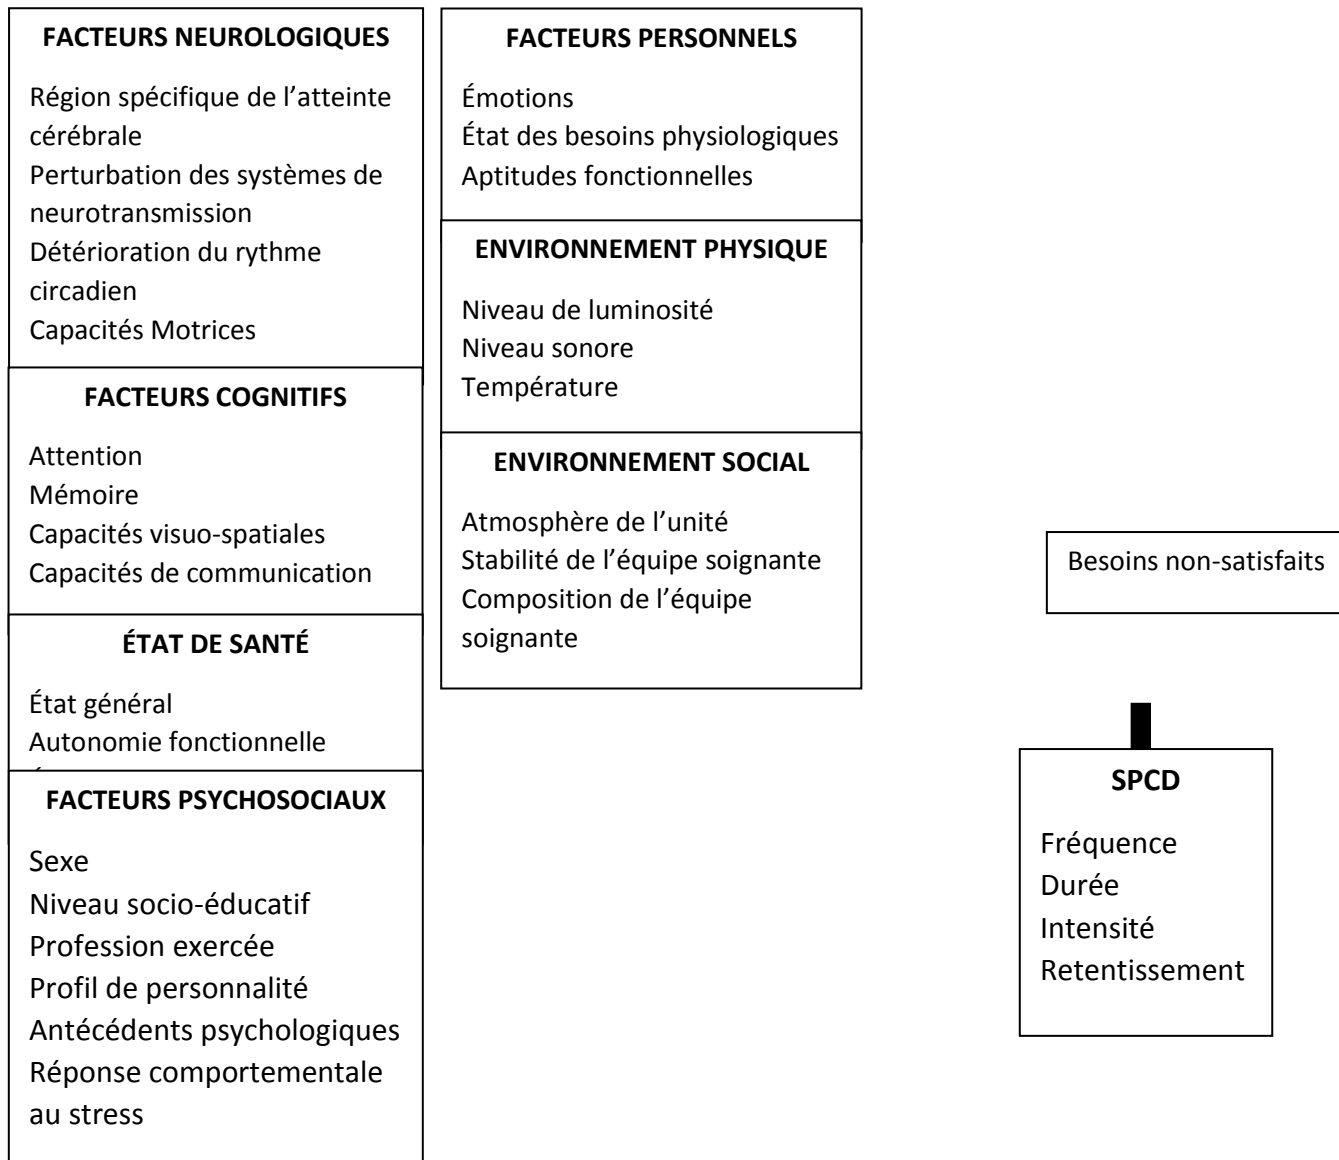 FACTEURS NEUROLOGIQUES
Région spécifique de l’atteinte
cérébrale
Perturbation des systèmes de
neurotransmission
Détérioration du rythme
circadien
Capacités Motrices
FACTEURS COGNITIFS
Attention
Mémoire
Capacités visuo-spatiales
Capacités de communication
ÉTAT DE SANTÉ
État général
Autonomie fonctionnelle
FACTEURS PSYCHOSOCIAUX
Sexe
Niveau socio-éducatif
Profession exercée
Profil de personnalité
Antécédents psychologiques
Réponse comportementale
au stress
FACTEURS PERSONNELS
Émotions
État des besoins physiologiques
Aptitudes fonctionnelles
ENVIRONNEMENT PHYSIQUE
Niveau de luminosité
Niveau sonore
Température
ENVIRONNEMENT SOCIAL
Atmosphère de l’unité
Stabilité de l’équipe soignante
Composition de l’équipe
soignante
Besoins non-satisfaits
SPCD
Fréquence
Durée
Intensité
Retentissement